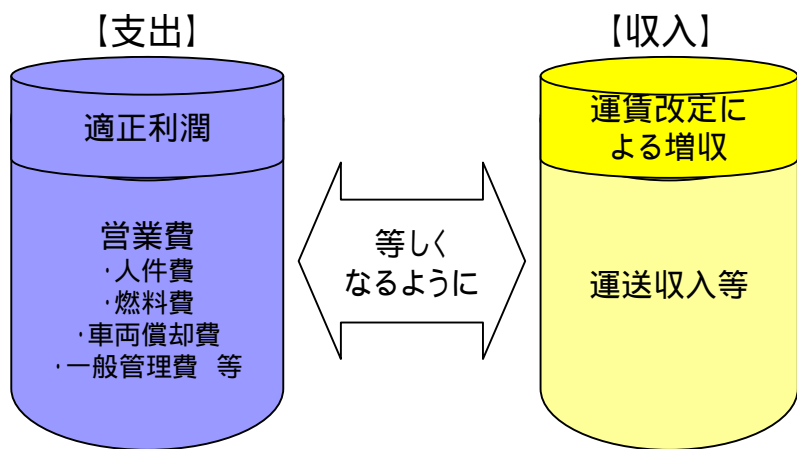 【支出】
適正利潤
営業費
・人件費
・燃料費
・車両償却費
・一般管理費 等
等しく
なるように
【収入】
運賃改定に
よる増収
運送収入等